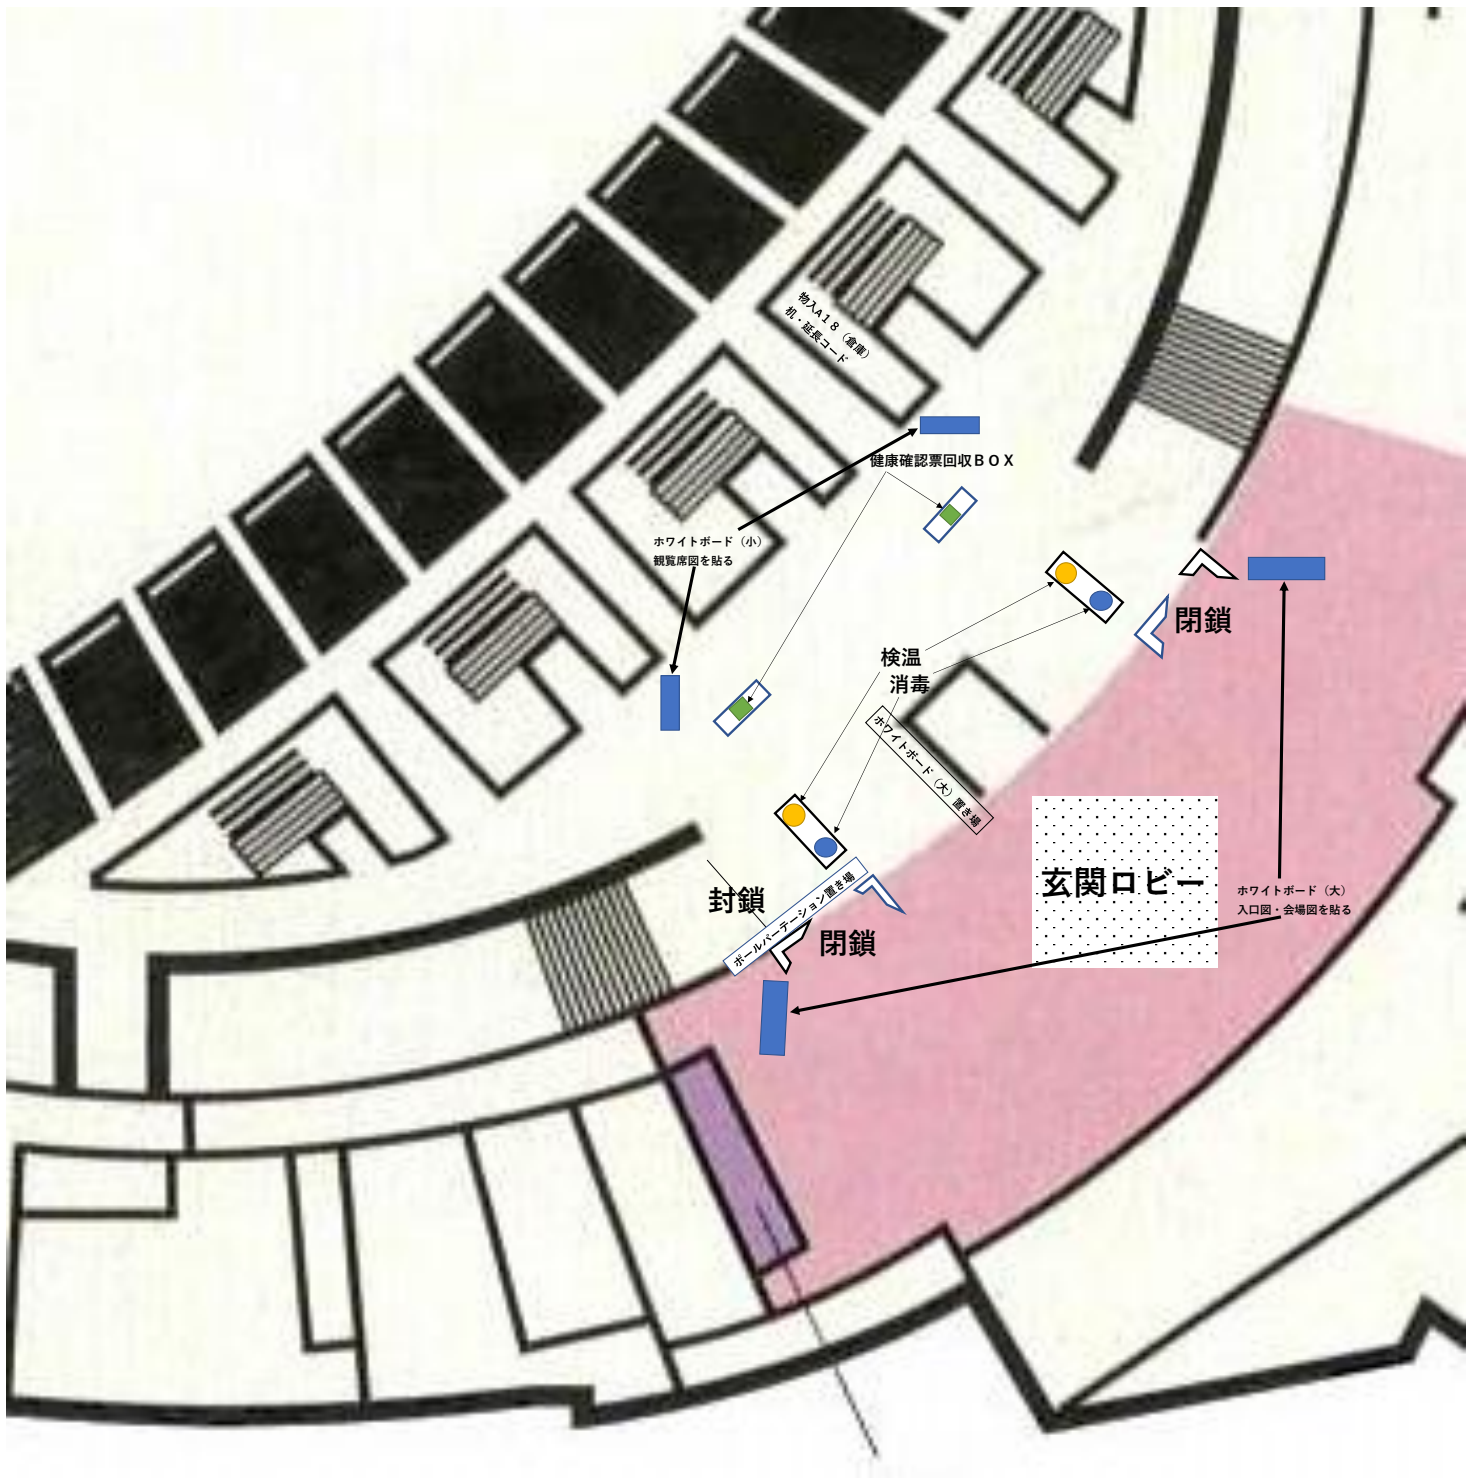 物入A１８（倉庫）
机・延長コード
健康確認票回収ＢＯＸ
ホワイトボード（小）
観覧席図を貼る
閉鎖
検温
消毒
ホワイトボード（大）置き場
玄関ロビー
ホワイトボード（大）
入口図・会場図を貼る
封鎖
ポールパーテーション置き場
閉鎖